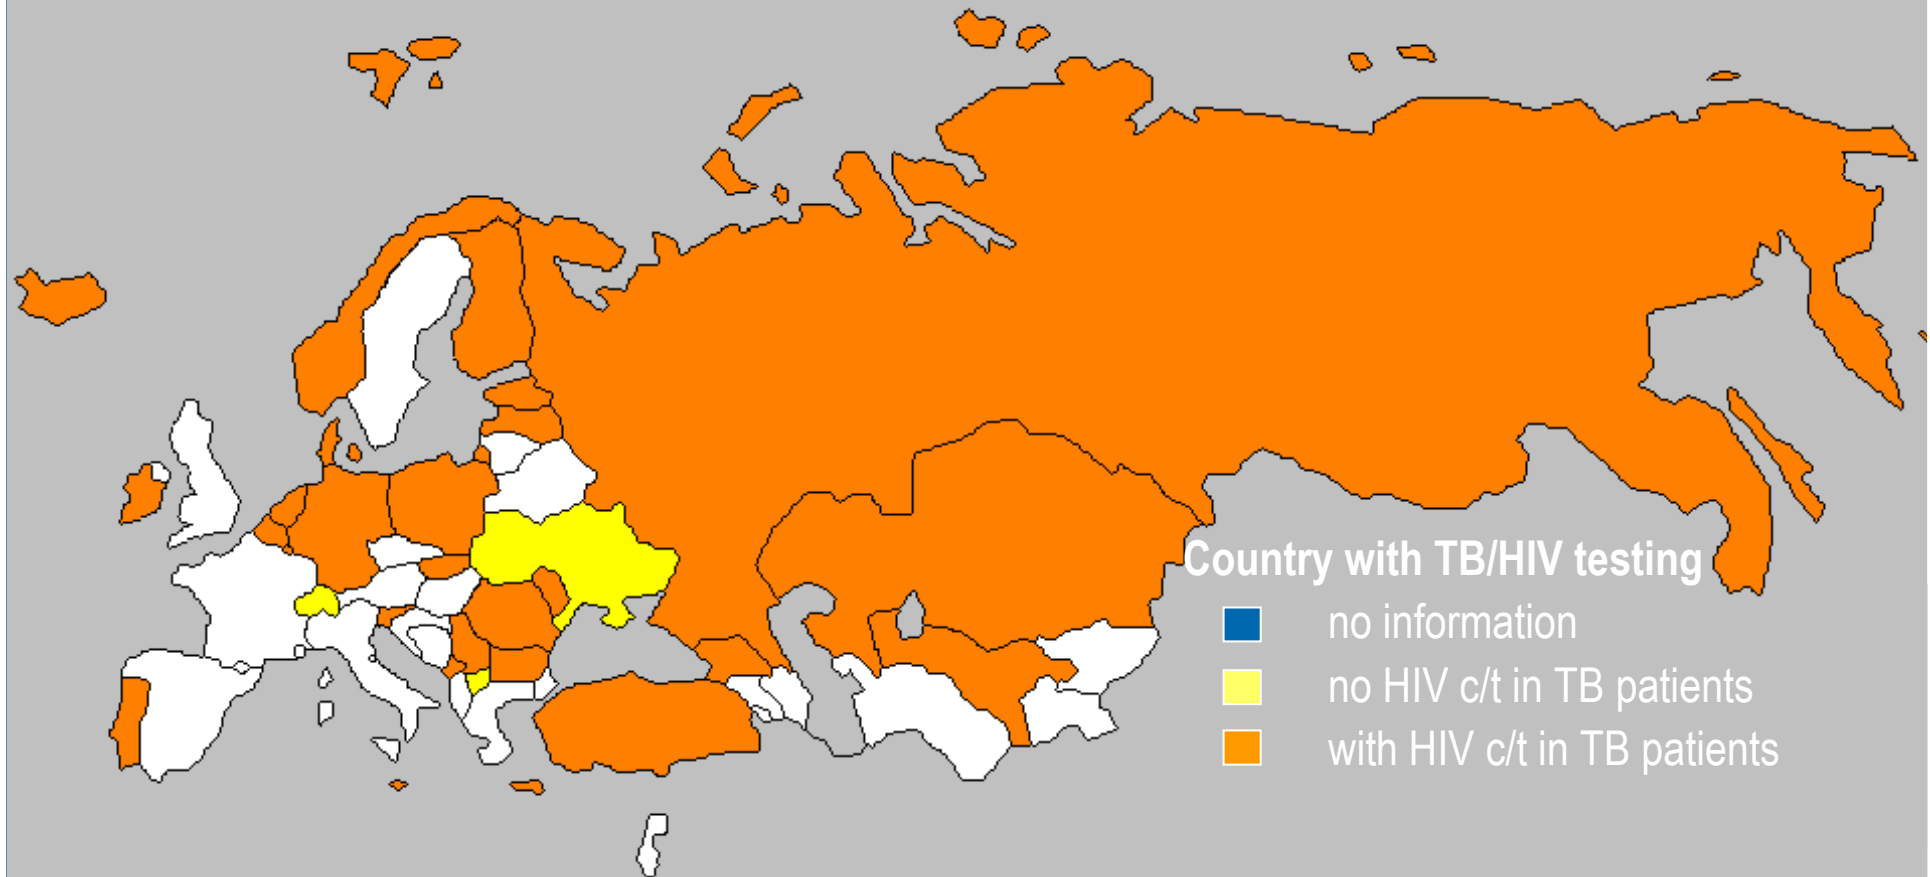 Country with TB/HIV testing
no information
no HIV c/t in TB patients
with HIV c/t in TB patients